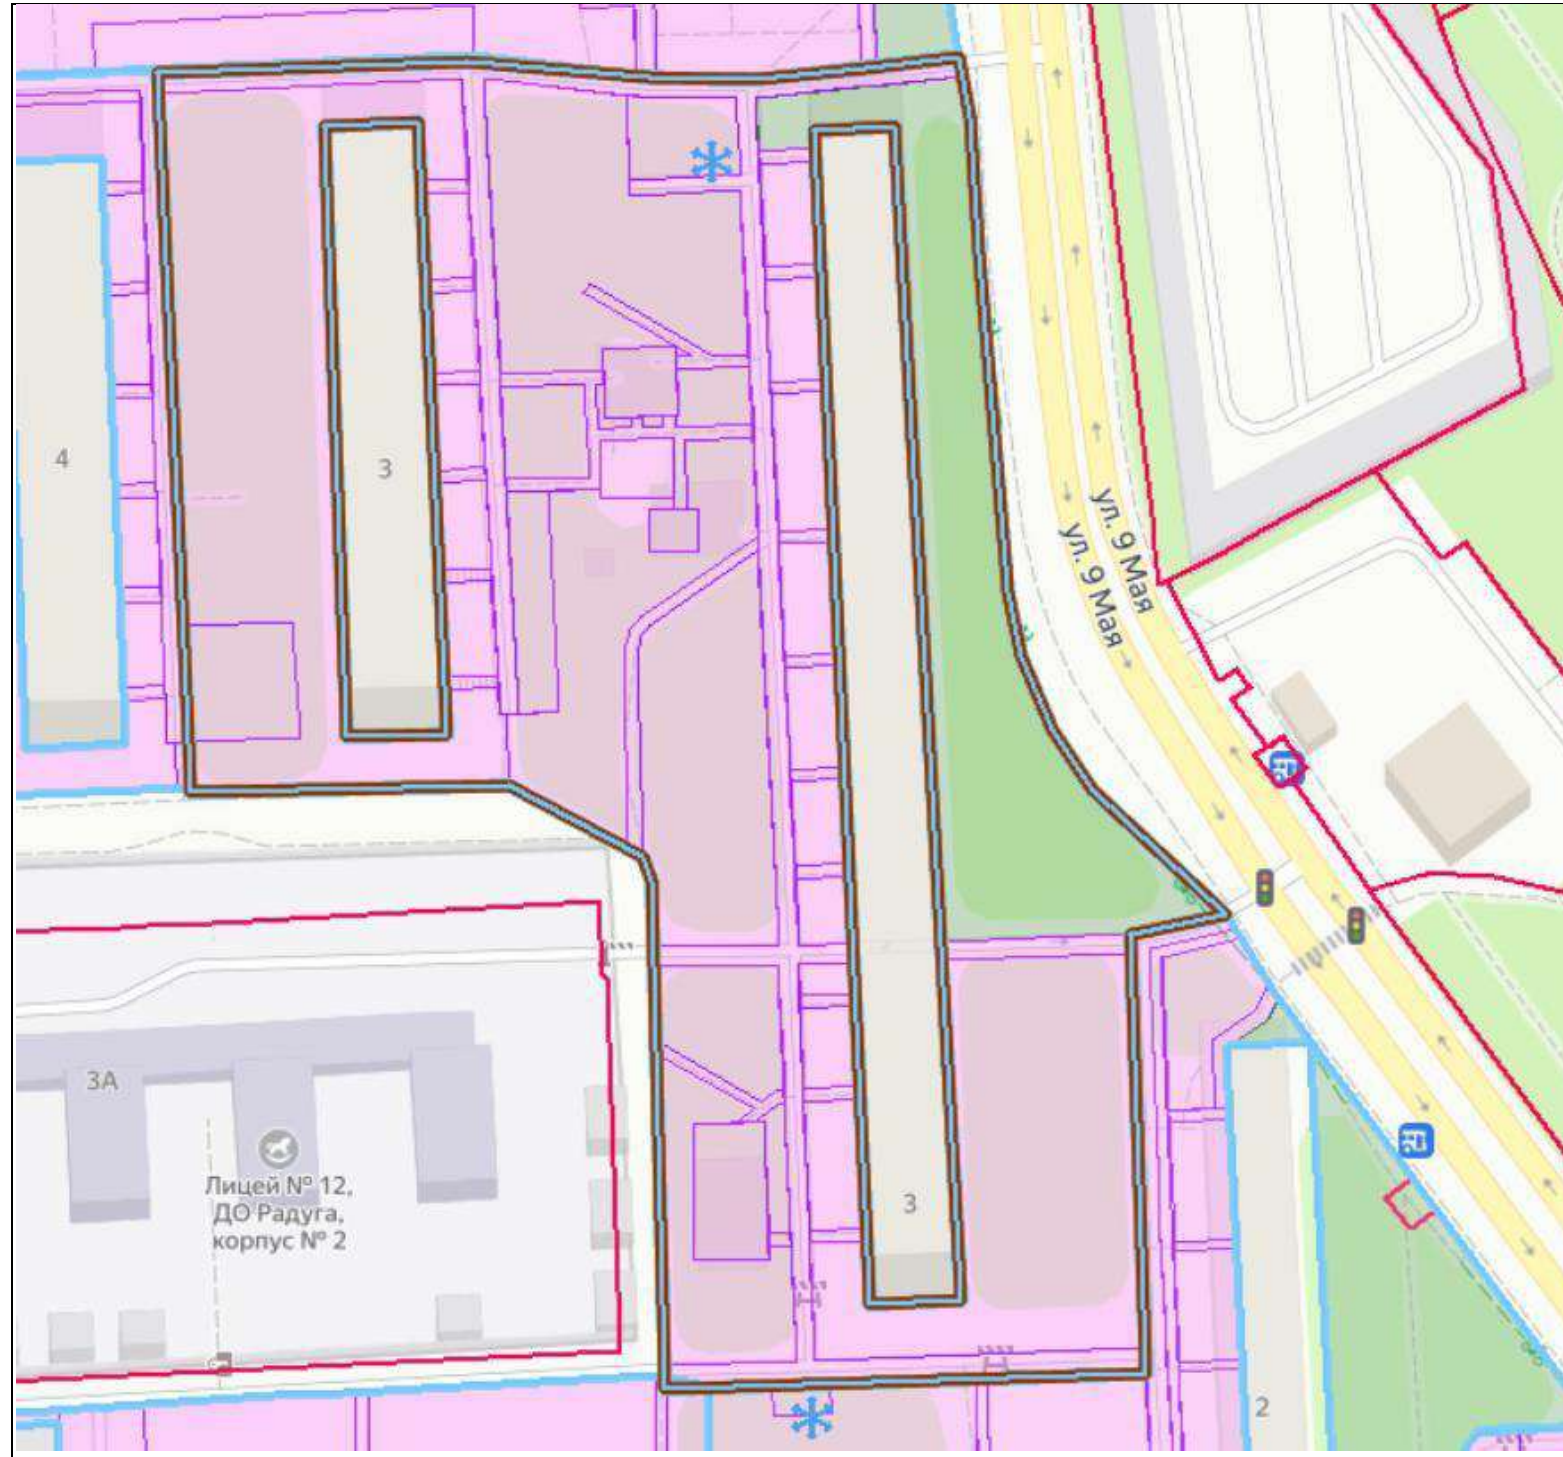 4
3
ул. 9 Мая
ул. 9 Мая
3А
Лицей № 12,
ДО Радуга,
корпус № 2
3
2